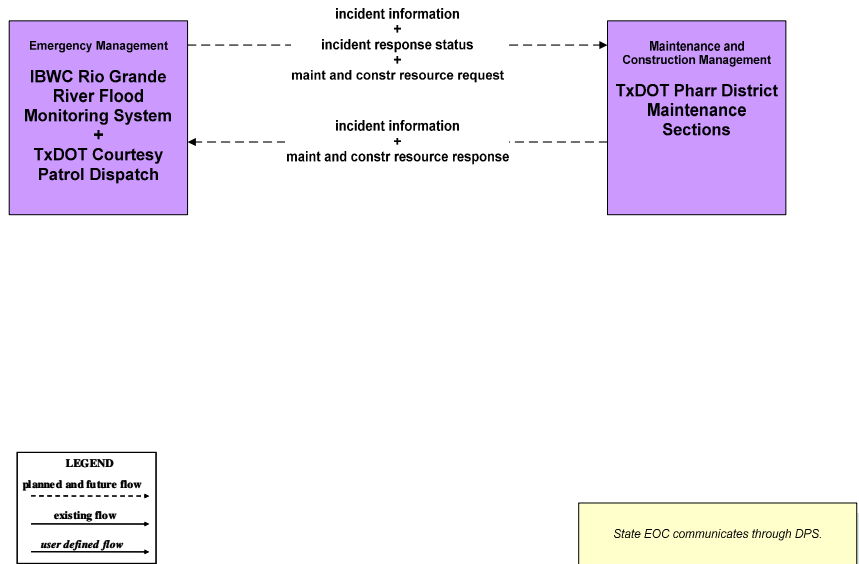 incident information
+
incident response status
+
maint and constr resource request
Emergency Management
IBWC Rio Grande
River Flood
Monitoring System
+
TxDOT Courtesy
Patrol Dispatch
Maintenance and
Construction Management
TxDOT Pharr District
Maintenance
Sections
incident information
+
maint and constr resource response
LEGEND
planned and future flow
existing flow
user defined flow
State EOC communicates through DPS.